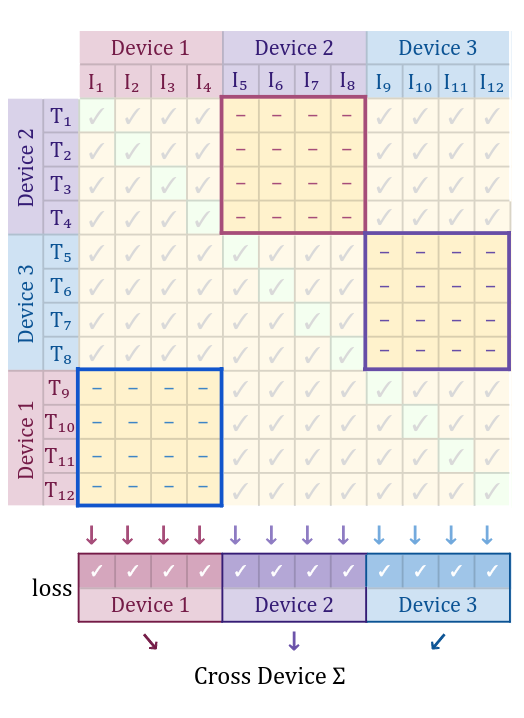 Device 1 Device 2 Device 3
I₁ I₂ I₃ I₄ I₅ I₆ I₇ I₈ I₉ I₁₀ I₁₁ I₁₂
Device 2
T₁ ✓ ✓ ✓ ✓ − − − − ✓ ✓ ✓ ✓
T₂ ✓ ✓ ✓ ✓ − − − − ✓ ✓ ✓ ✓
T₃ ✓ ✓ ✓ ✓ − − − − ✓ ✓ ✓ ✓
T₄ ✓ ✓ ✓ ✓ − − − − ✓ ✓ ✓ ✓
Device 3
T₅ ✓ ✓ ✓ ✓ ✓ ✓ ✓ ✓ − − − −
T₆ ✓ ✓ ✓ ✓ ✓ ✓ ✓ ✓ − − − −
T₇ ✓ ✓ ✓ ✓ ✓ ✓ ✓ ✓ − − − −
T₈ ✓ ✓ ✓ ✓ ✓ ✓ ✓ ✓ − − − −
Device 1
T₉ − − − − ✓ ✓ ✓ ✓ ✓ ✓ ✓ ✓
T₁₀ − − − − ✓ ✓ ✓ ✓ ✓ ✓ ✓ ✓
T₁₁ − − − − ✓ ✓ ✓ ✓ ✓ ✓ ✓ ✓
T₁₂ − − − − ✓ ✓ ✓ ✓ ✓ ✓ ✓ ✓
↓ ↓ ↓ ↓ ↓ ↓ ↓ ↓ ↓ ↓ ↓ ↓
loss
✓ ✓ ✓ ✓ ✓ ✓ ✓ ✓ ✓ ✓ ✓ ✓
Device 1 Device 2 Device 3
↘ ↓ ↙
Cross Device Σ